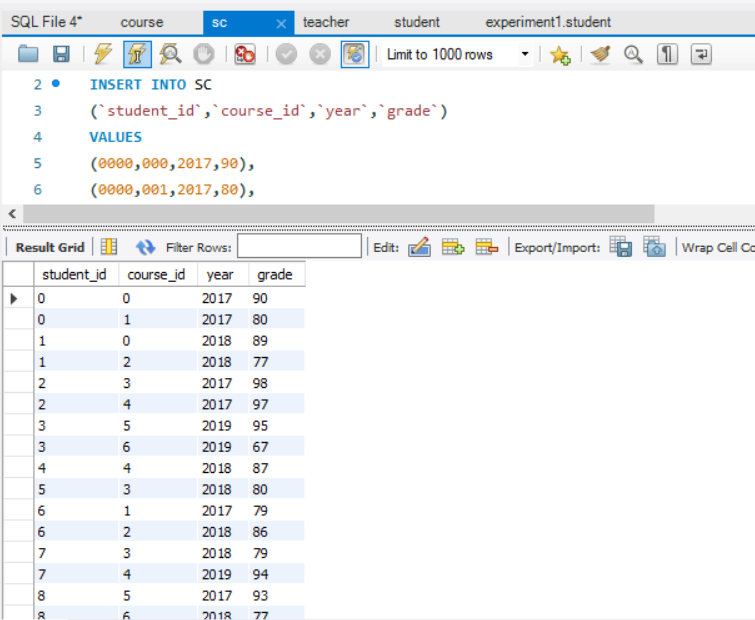 SQL File 4* course sc teacher student experiment1.student
Limit to 1000 rows
2 INSERT INTO SC
3 (`student_id`,`course_id`,`year`,`grade`)
4 VALUES
5 (0000,000,2017,90),
6 (0000,001,2017,80),
Result Grid Filter Rows: Edit: Export/Import: Wrap Cell Co
student_id course_id year grade
0 0 2017 90
0 1 2017 80
1 0 2018 89
1 2 2018 77
2 3 2017 98
2 4 2017 97
3 5 2019 95
3 6 2019 67
4 4 2018 87
5 3 2018 80
6 1 2017 79
6 2 2018 86
7 3 2018 79
7 4 2019 94
8 5 2017 93
8 6 2018 77